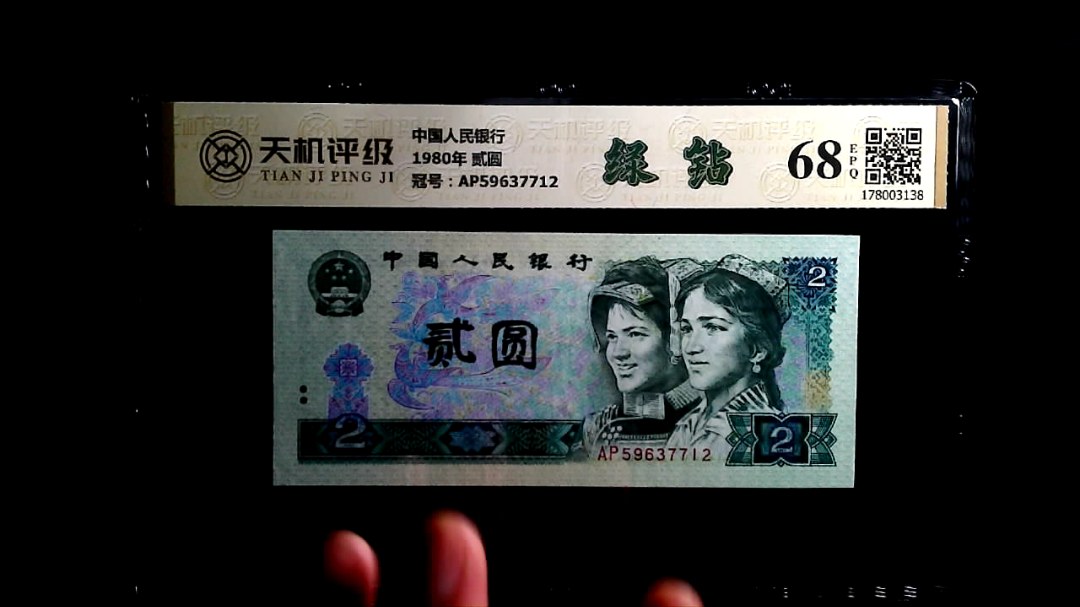 天机评级
TIAN JI PING JI
中国人民银行
1980年 贰圆
冠号：AP59637712
绿 钻
68
EPQ
178003138
中国人民银行
2
贰圆
2
AP59637712
2